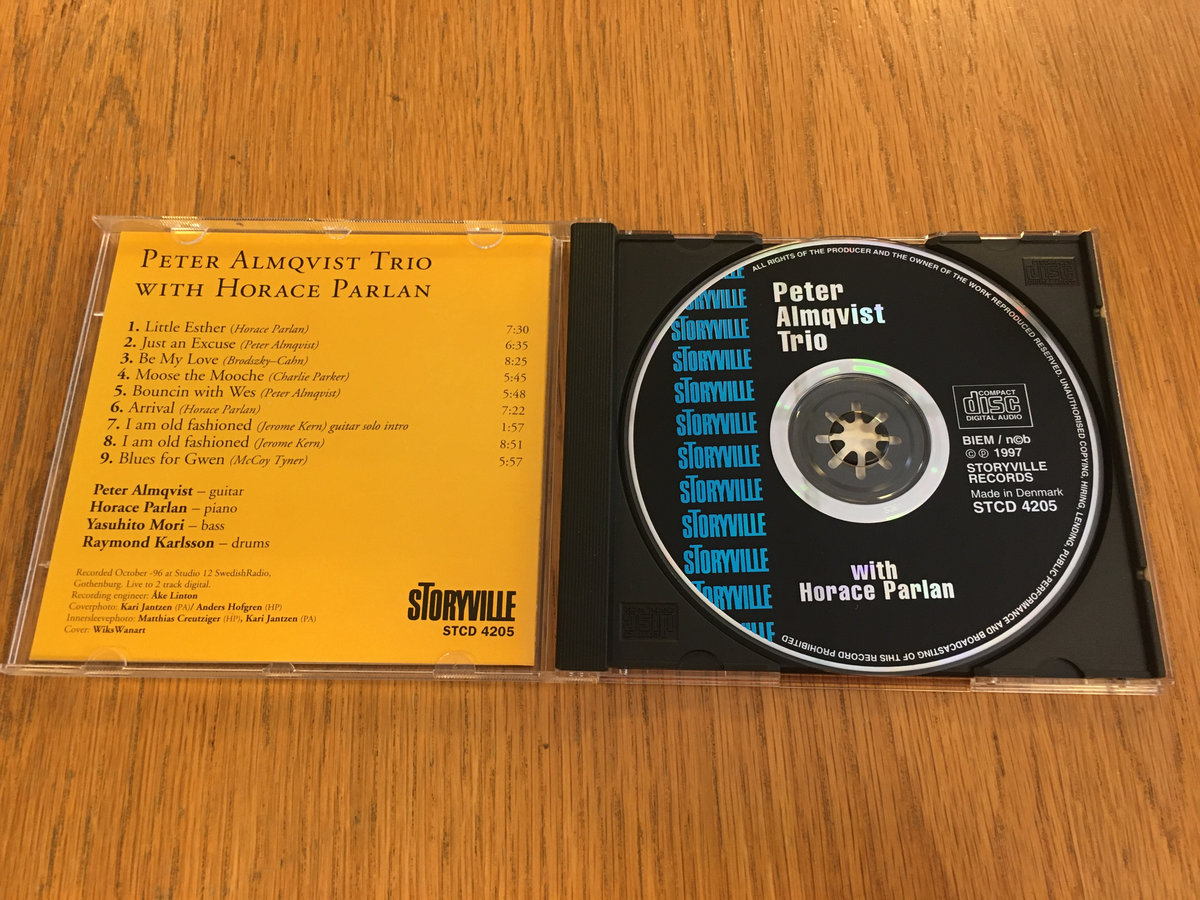 PETER ALMQVIST TRIO
WITH HORACE PARLAN
1. Little Esther (Horace Parlan) 7:30
2. Just an Excuse (Peter Almqvist) 6:35
3. Be My Love (Brodszky–Cahn) 8:25
4. Moose the Mooche (Charlie Parker) 5:45
5. Bouncin with Wes (Peter Almqvist) 5:48
6. Arrival (Horace Parlan) 7:22
7. I am old fashioned (Jerome Kern) guitar solo intro 1:57
8. I am old fashioned (Jerome Kern) 8:51
9. Blues for Gwen (McCoy Tyner) 5:57
Peter Almqvist – guitar
Horace Parlan – piano
Yasuhito Mori – bass
Raymond Karlsson – drums
Recorded October -96 at Studio 12 SwedishRadio,
Gothenburg. Live to 2 track digital.
Recording engineer: Åke Linton
Coverphoto: Kari Jantzen (PA)/ Anders Hofgren (HP)
Innersleevephoto: Matthias Creutziger (HP), Kari Jantzen (PA)
Cover: WiksWanart
STORYVILLE
STCD 4205
ALL RIGHTS OF THE PRODUCER AND THE OWNER OF THE WORK REPRODUCED RESERVED. UNAUTHORISED COPYING, HIRING, LENDING, PUBLIC PERFORMANCE AND BROADCASTING OF THIS RECORD PROHIBITED
STORYVILLE
STORYVILLE
STORYVILLE
STORYVILLE
STORYVILLE
STORYVILLE
STORYVILLE
STORYVILLE
STORYVILLE
STORYVILLE
STORYVILLE
STORYVILLE
Peter
Almqvist
Trio
COMPACT
disc
DIGITAL AUDIO
BIEM / n©b
© ℗ 1997
STORYVILLE
RECORDS
Made in Denmark
STCD 4205
with
Horace Parlan
disc
disc